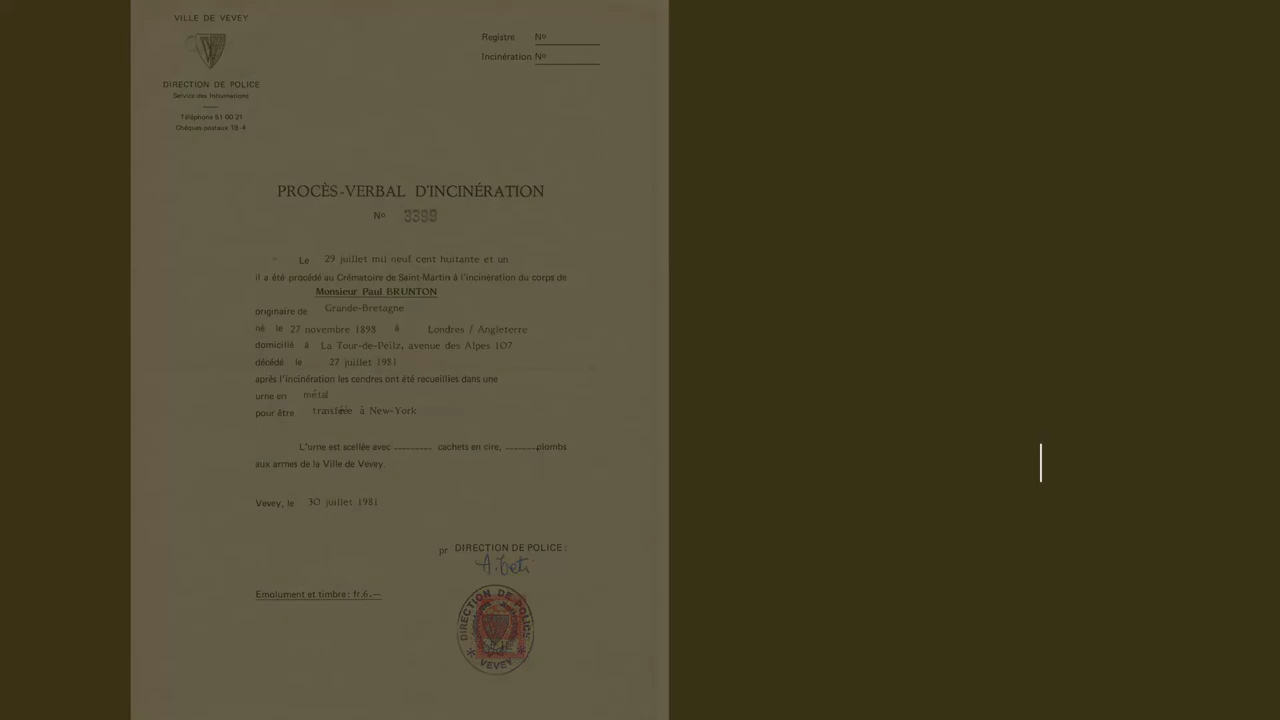 VILLE DE VEVEY
DIRECTION DE POLICE
Service des Inhumations
Téléphone 51 00 21
Chèques postaux 18-4
Registre Nº
Incinération Nº
PROCÈS-VERBAL D'INCINÉRATION
Nº 3399
Le 29 juillet mil neuf cent huitante et un
il a été procédé au Crématoire de Saint-Martin à l'incinération du corps de
Monsieur Paul BRUNTON
originaire de Grande-Bretagne
né le 27 novembre 1898 à Londres / Angleterre
domicilié à La Tour-de-Peilz, avenue des Alpes 107
décédé le 27 juillet 1981
après l'incinération les cendres ont été recueillies dans une
urne en métal
pour être à New-York
L'urne est scellée avec --------- cachets en cire, -------- plombs
aux armes de la Ville de Vevey.
Vevey, le 30 juillet 1981
pr DIRECTION DE POLICE :
Emolument et timbre : fr.6.—
DIRECTION DE POLICE
* VEVEY *